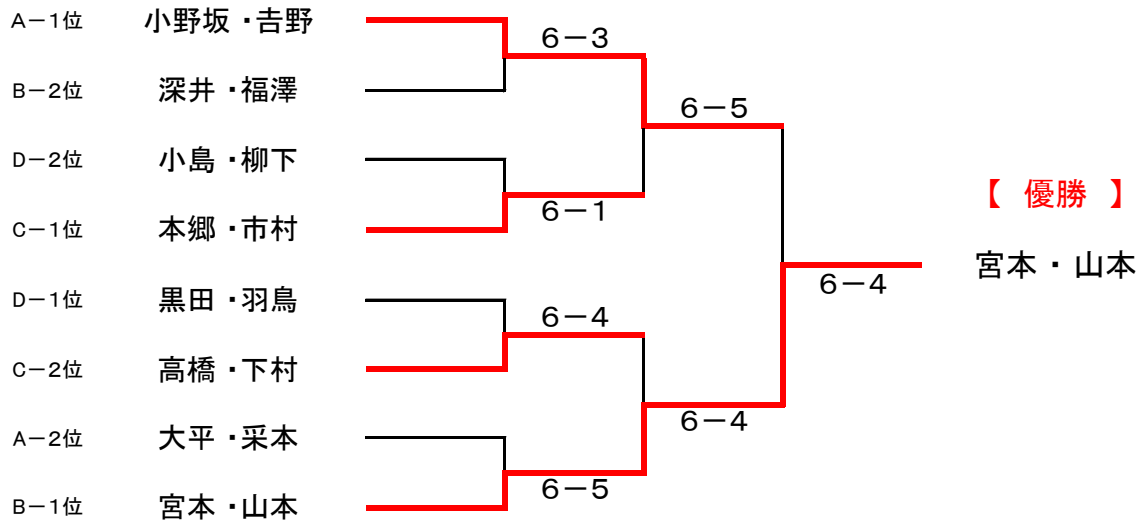 A－1位 小野坂・𠮷野
6－3
B－2位 深井・福澤
6－5
D－2位 小島・柳下
【 優勝 】
6－1
C－1位 本郷・市村
宮本・山本
6－4
D－1位 黒田・羽鳥
6－4
C－2位 高橋・下村
6－4
A－2位 大平・采本
6－5
B－1位 宮本・山本